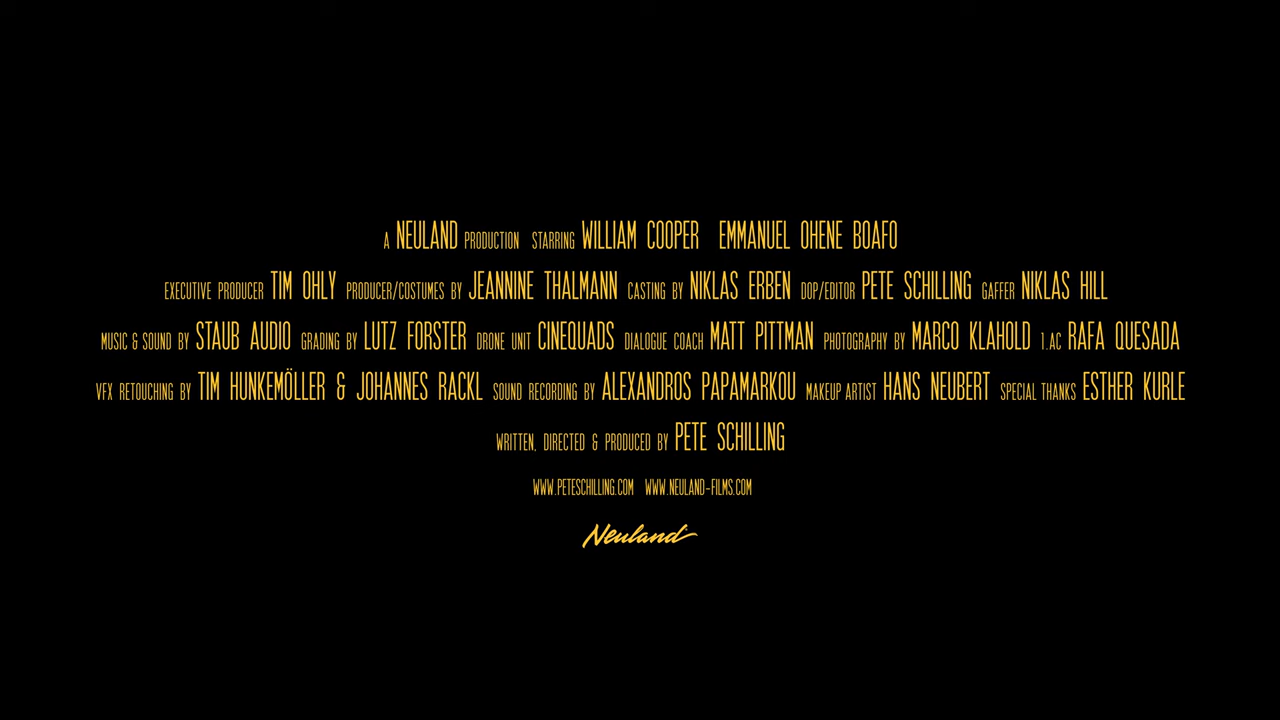 A NEULAND PRODUCTION STARRING WILLIAM COOPER EMMANUEL OHENE BOAFO
EXECUTIVE PRODUCER TIM OHLY PRODUCER/COSTUMES BY JEANNINE THALMANN CASTING BY NIKLAS ERBEN DOP/EDITOR PETE SCHILLING GAFFER NIKLAS HILL
MUSIC & SOUND BY STAUB AUDIO GRADING BY LUTZ FORSTER DRONE UNIT CINEQUADS DIALOGUE COACH MATT PITTMAN PHOTOGRAPHY BY MARCO KLAHOLD 1.AC RAFA QUESADA
VFX RETOUCHING BY TIM HUNKEMÖLLER & JOHANNES RACKL SOUND RECORDING BY ALEXANDROS PAPAMARKOU MAKEUP ARTIST HANS NEUBERT SPECIAL THANKS ESTHER KURLE
WRITTEN, DIRECTED & PRODUCED BY PETE SCHILLING
WWW.PETESCHILLING.COM WWW.NEULAND-FILMS.COM
Neuland